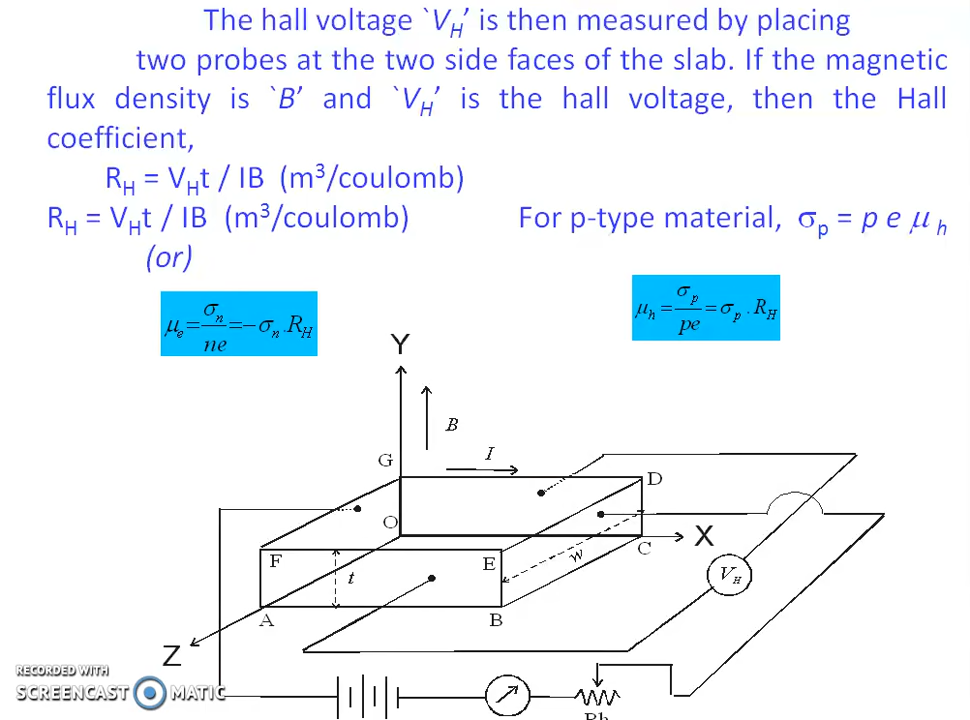 The hall voltage `V_H' is then measured by placing
two probes at the two side faces of the slab. If the magnetic
flux density is `B' and `V_H' is the hall voltage, then the Hall
coefficient,
R_H = V_Ht / IB (m³/coulomb)
R_H = V_Ht / IB (m³/coulomb) For p-type material, σ_p = p e μ_h
(or)
μ_e = σ_n/ne = −σ_n . R_H
μ_h = σ_p/pe = σ_p . R_H
Y
B
I
G
D
O
X
C
F
E
w
t
V_H
A
B
Z
RECORDED WITH
SCREENCAST MATIC
Rh